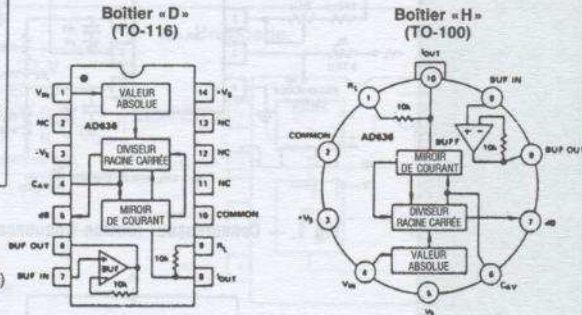 Boîtier «D»
(TO-116)
VIN 1
NC 2
-VS 3
CAV 4
dB 5
BUF OUT 6
BUF IN 7
14 +VS
13 NC
12 NC
11 NC
10 COMMON
9 RL
8 IOUT
VALEUR
ABSOLUE
AD636
DIVISEUR
RACINE CARRÉE
MIROIR
DE COURANT
BUF
10k
10k
Boîtier «H»
(TO-100)
IOUT
10
RL
1
10k
BUF IN
9
COMMON
2
AD636
BUFF
10k
8
BUF OUT
MIROIR
DE COURANT
DIVISEUR
RACINE CARRÉE
VALEUR
ABSOLUE
3
7
dB
VIN
4
5
6
CAV